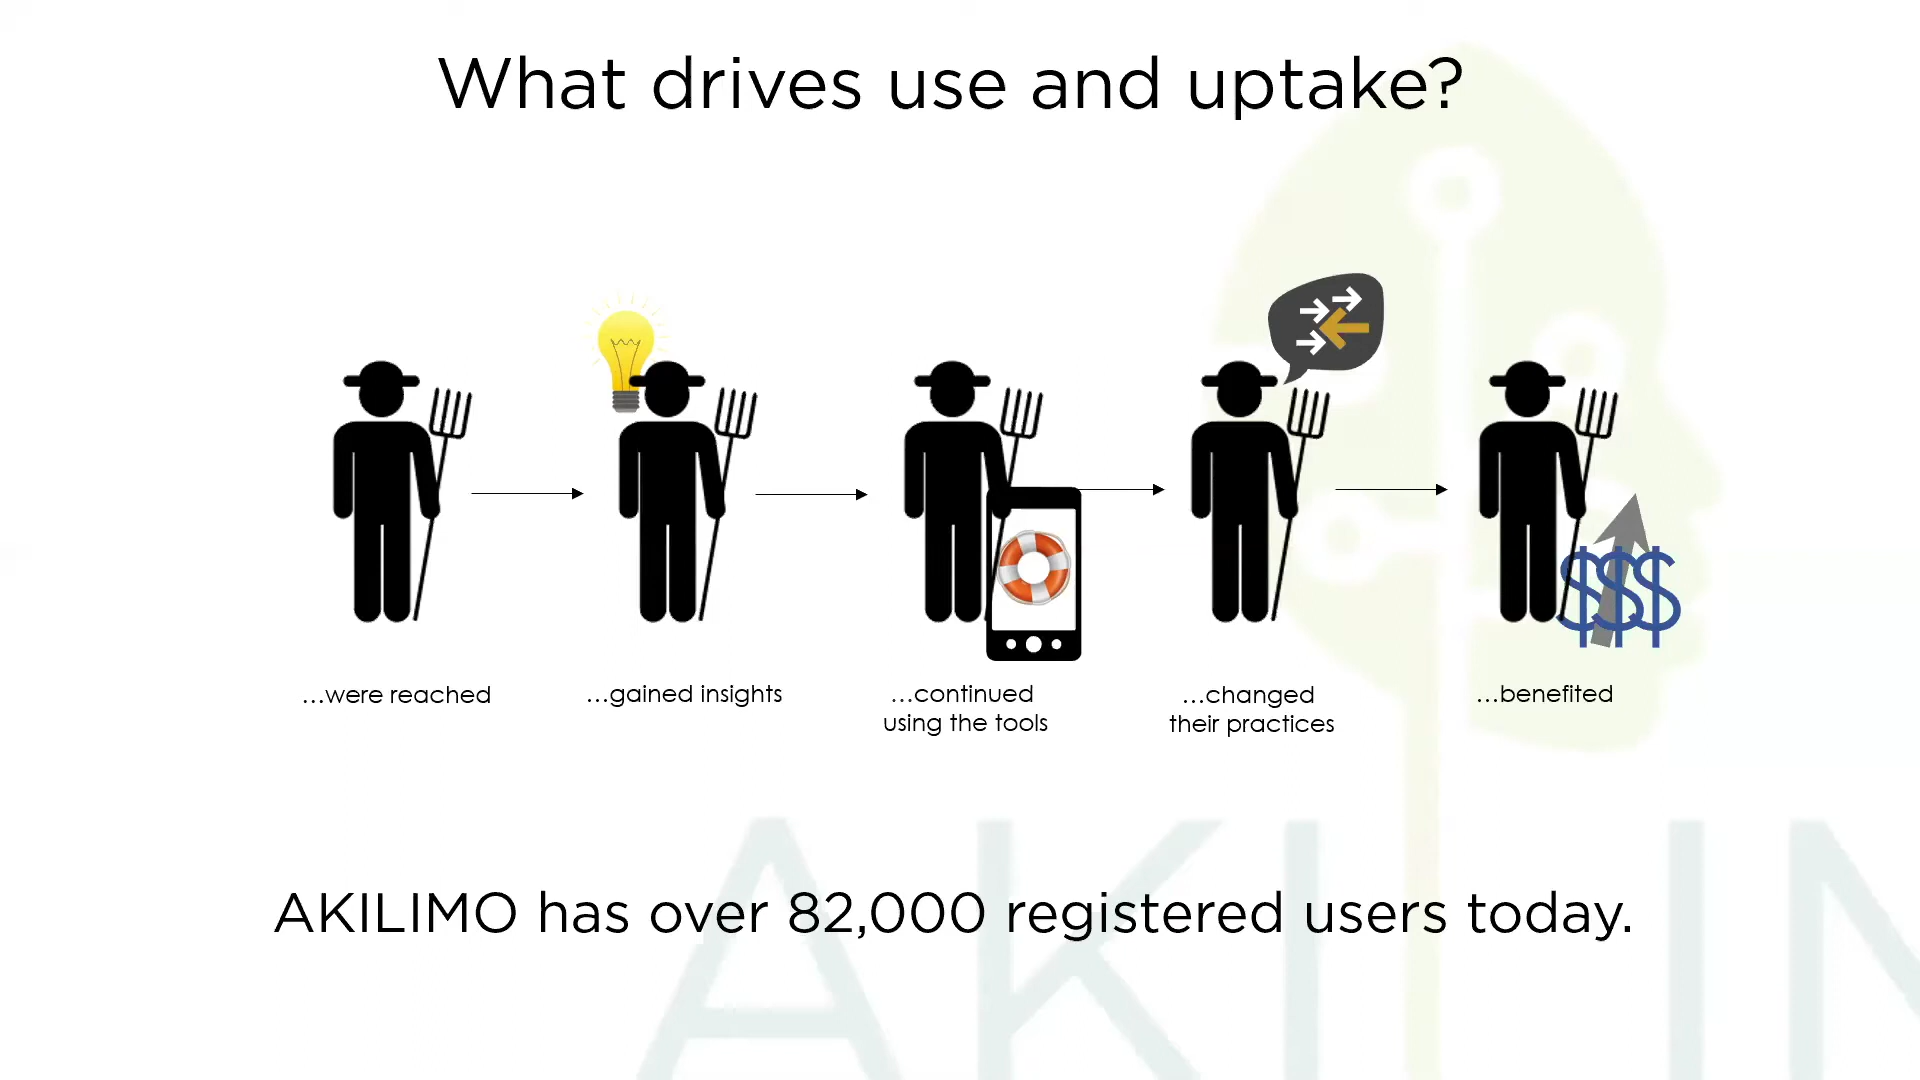 What drives use and uptake?
...were reached
...gained insights
...continued
using the tools
...changed
their practices
...benefited
AKILIMO has over 82,000 registered users today.
AKILIM